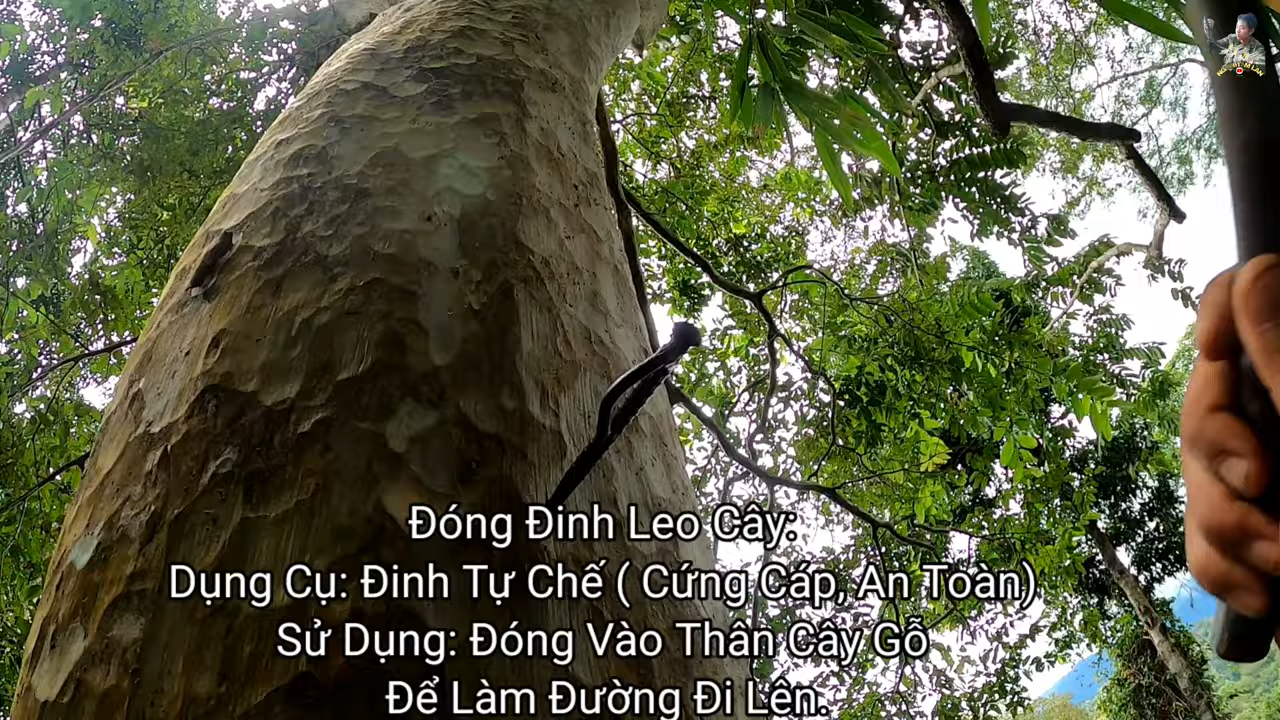 Đóng Đinh Leo Cây:
Dụng Cụ: Đinh Tự Chế ( Cứng Cáp, An Toàn)
Sử Dụng: Đóng Vào Thân Cây Gỗ
Để Làm Đường Đi Lên.